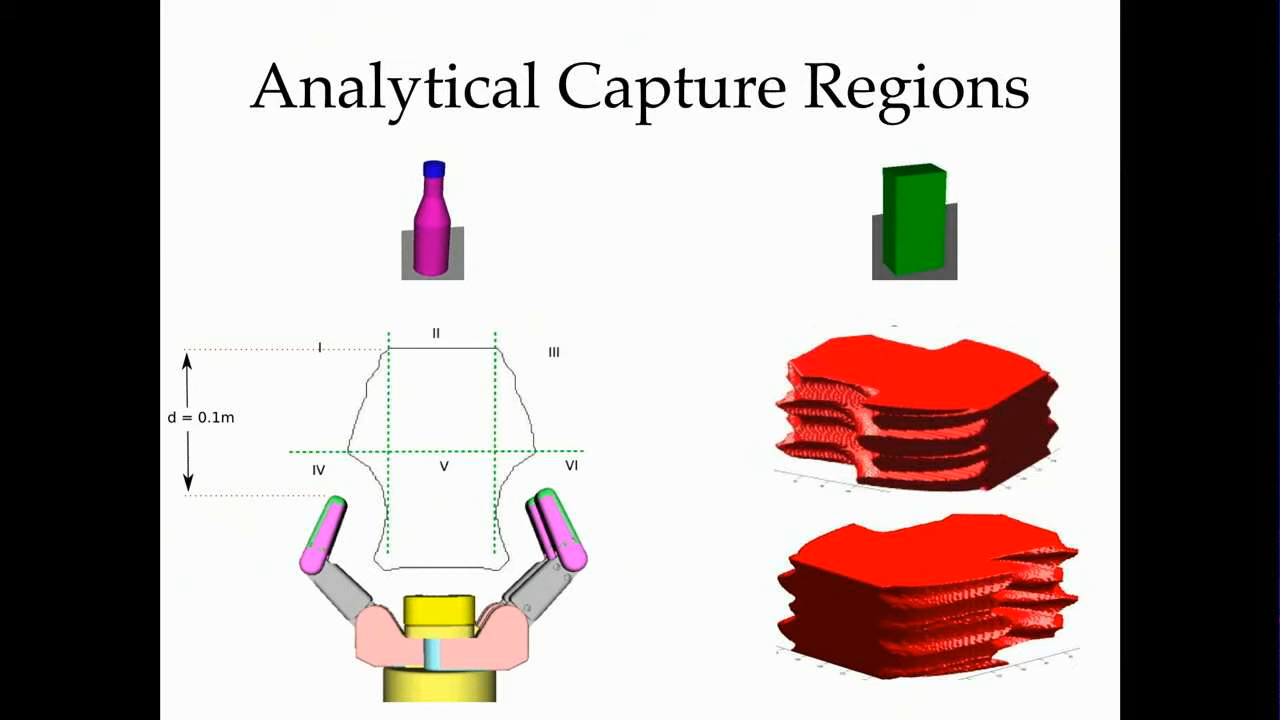 Analytical Capture Regions
I
II
III
d = 0.1m
IV
V
VI